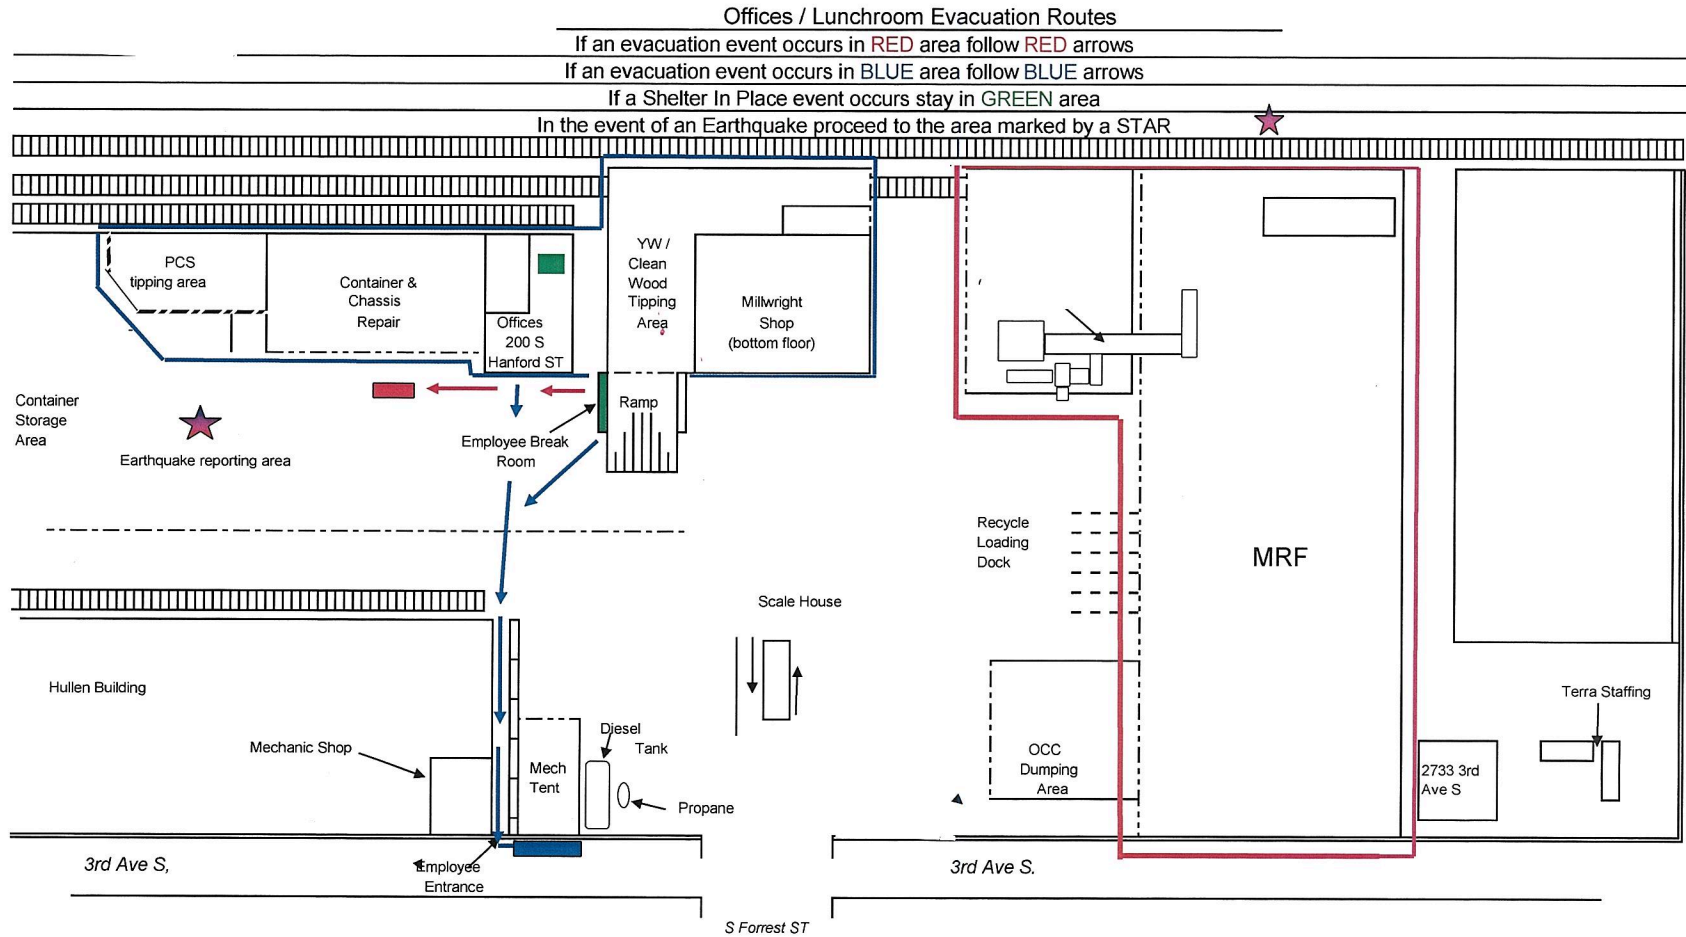 Offices / Lunchroom Evacuation Routes
If an evacuation event occurs in RED area follow RED arrows
If an evacuation event occurs in BLUE area follow BLUE arrows
If a Shelter In Place event occurs stay in GREEN area
In the event of an Earthquake proceed to the area marked by a STAR
PCS
tipping area
Container &
Chassis
Repair
Offices
200 S
Hanford ST
YW /
Clean
Wood
Tipping
Area
Millwright
Shop
(bottom floor)
Container
Storage
Area
Earthquake reporting area
Employee Break
Room
Ramp
Recycle
Loading
Dock
MRF
Scale House
Hullen Building
Mechanic Shop
Mech
Tent
Diesel
Tank
Propane
OCC
Dumping
Area
Terra Staffing
2733 3rd
Ave S
3rd Ave S,
Employee
Entrance
3rd Ave S.
S Forrest ST